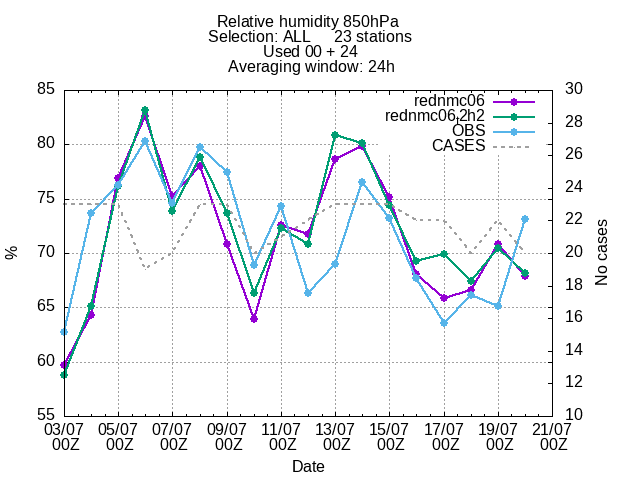 Relative humidity 850hPa
Selection: ALL 23 stations
Used 00 + 24
Averaging window: 24h
85
80
75
70
65
60
55
%
30
28
26
24
22
20
18
16
14
12
10
No cases
rednmc06
rednmc06,2h2
OBS
CASES
03/07 05/07 07/07 09/07 11/07 13/07 15/07 17/07 19/07 21/07
00Z 00Z 00Z 00Z 00Z 00Z 00Z 00Z 00Z 00Z
Date